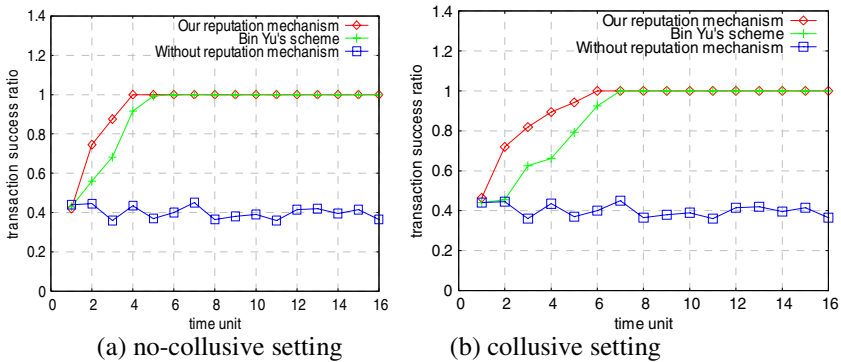 1.4
1.2
1
0.8
0.6
0.4
0.2
0
0 2 4 6 8 10 12 14 16
transaction success ratio
time unit
Our reputation mechanism
Bin Yu's scheme
Without reputation mechanism
(a) no-collusive setting
1.4
1.2
1
0.8
0.6
0.4
0.2
0
0 2 4 6 8 10 12 14 16
transaction success ratio
time unit
Our reputation mechanism
Bin Yu's scheme
Without reputation mechanism
(b) collusive setting